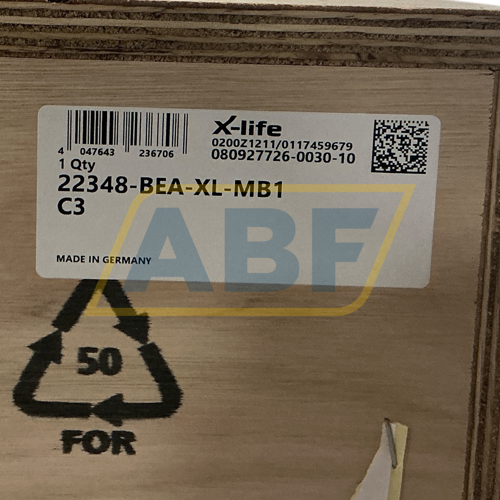 X-life
0200Z1211/0117459679
080927726-0030-10
4 047643 236706
1 Qty
22348-BEA-XL-MB1
C3
MADE IN GERMANY
ABF
50
FOR